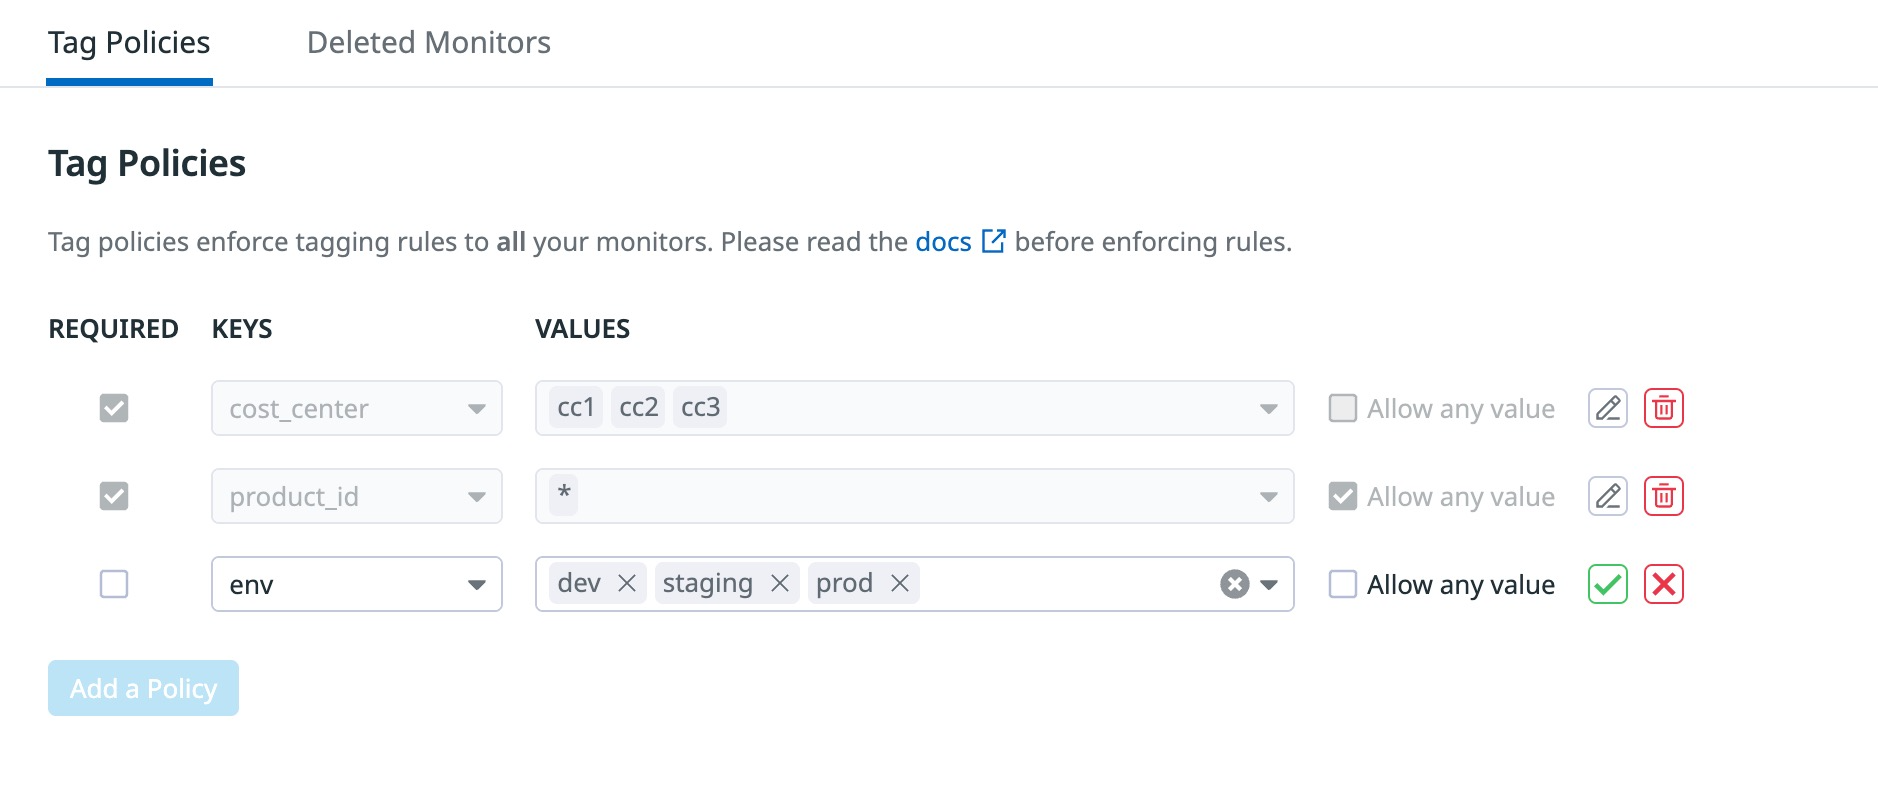 Tag Policies Deleted Monitors
Tag Policies
Tag policies enforce tagging rules to all your monitors. Please read the docs before enforcing rules.
REQUIRED KEYS VALUES
cost_center cc1 cc2 cc3 Allow any value
product_id * Allow any value
env dev staging prod Allow any value
Add a Policy